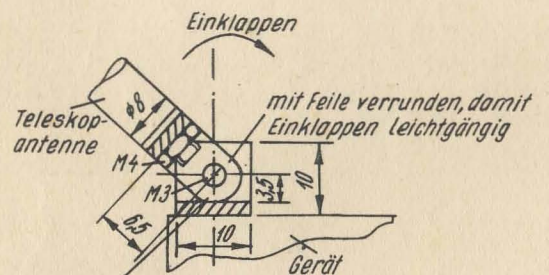 Einklappen
ø8
Teleskop-
antenne
mit Feile verrunden, damit
Einklappen leichtgängig
M4
M3
3,5
10
6,5
10
Gerät